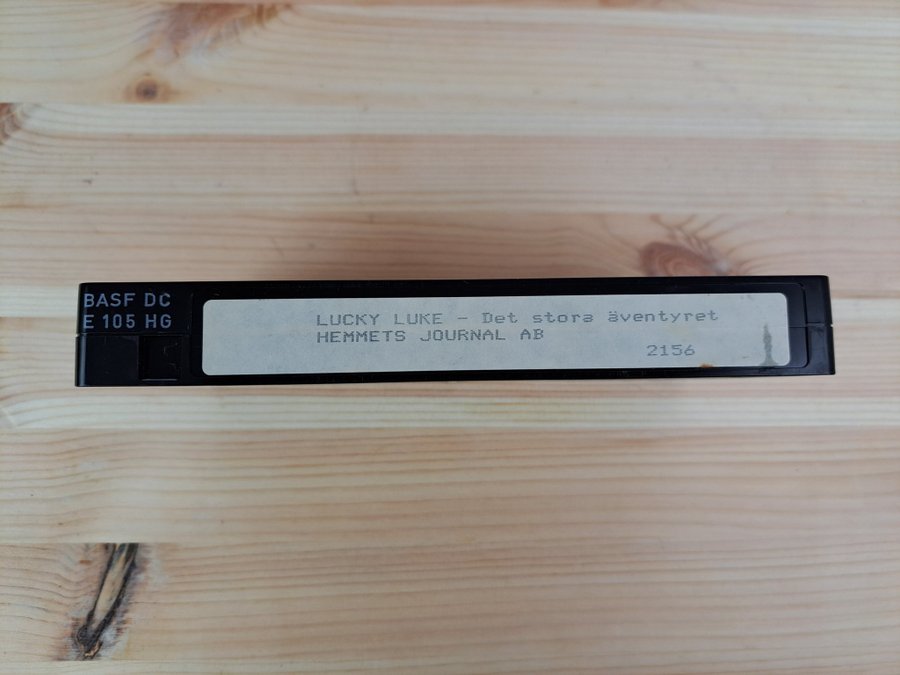 BASF DC
E 105 HG
LUCKY LUKE - Det stora äventyret
HEMMETS JOURNAL AB
2156